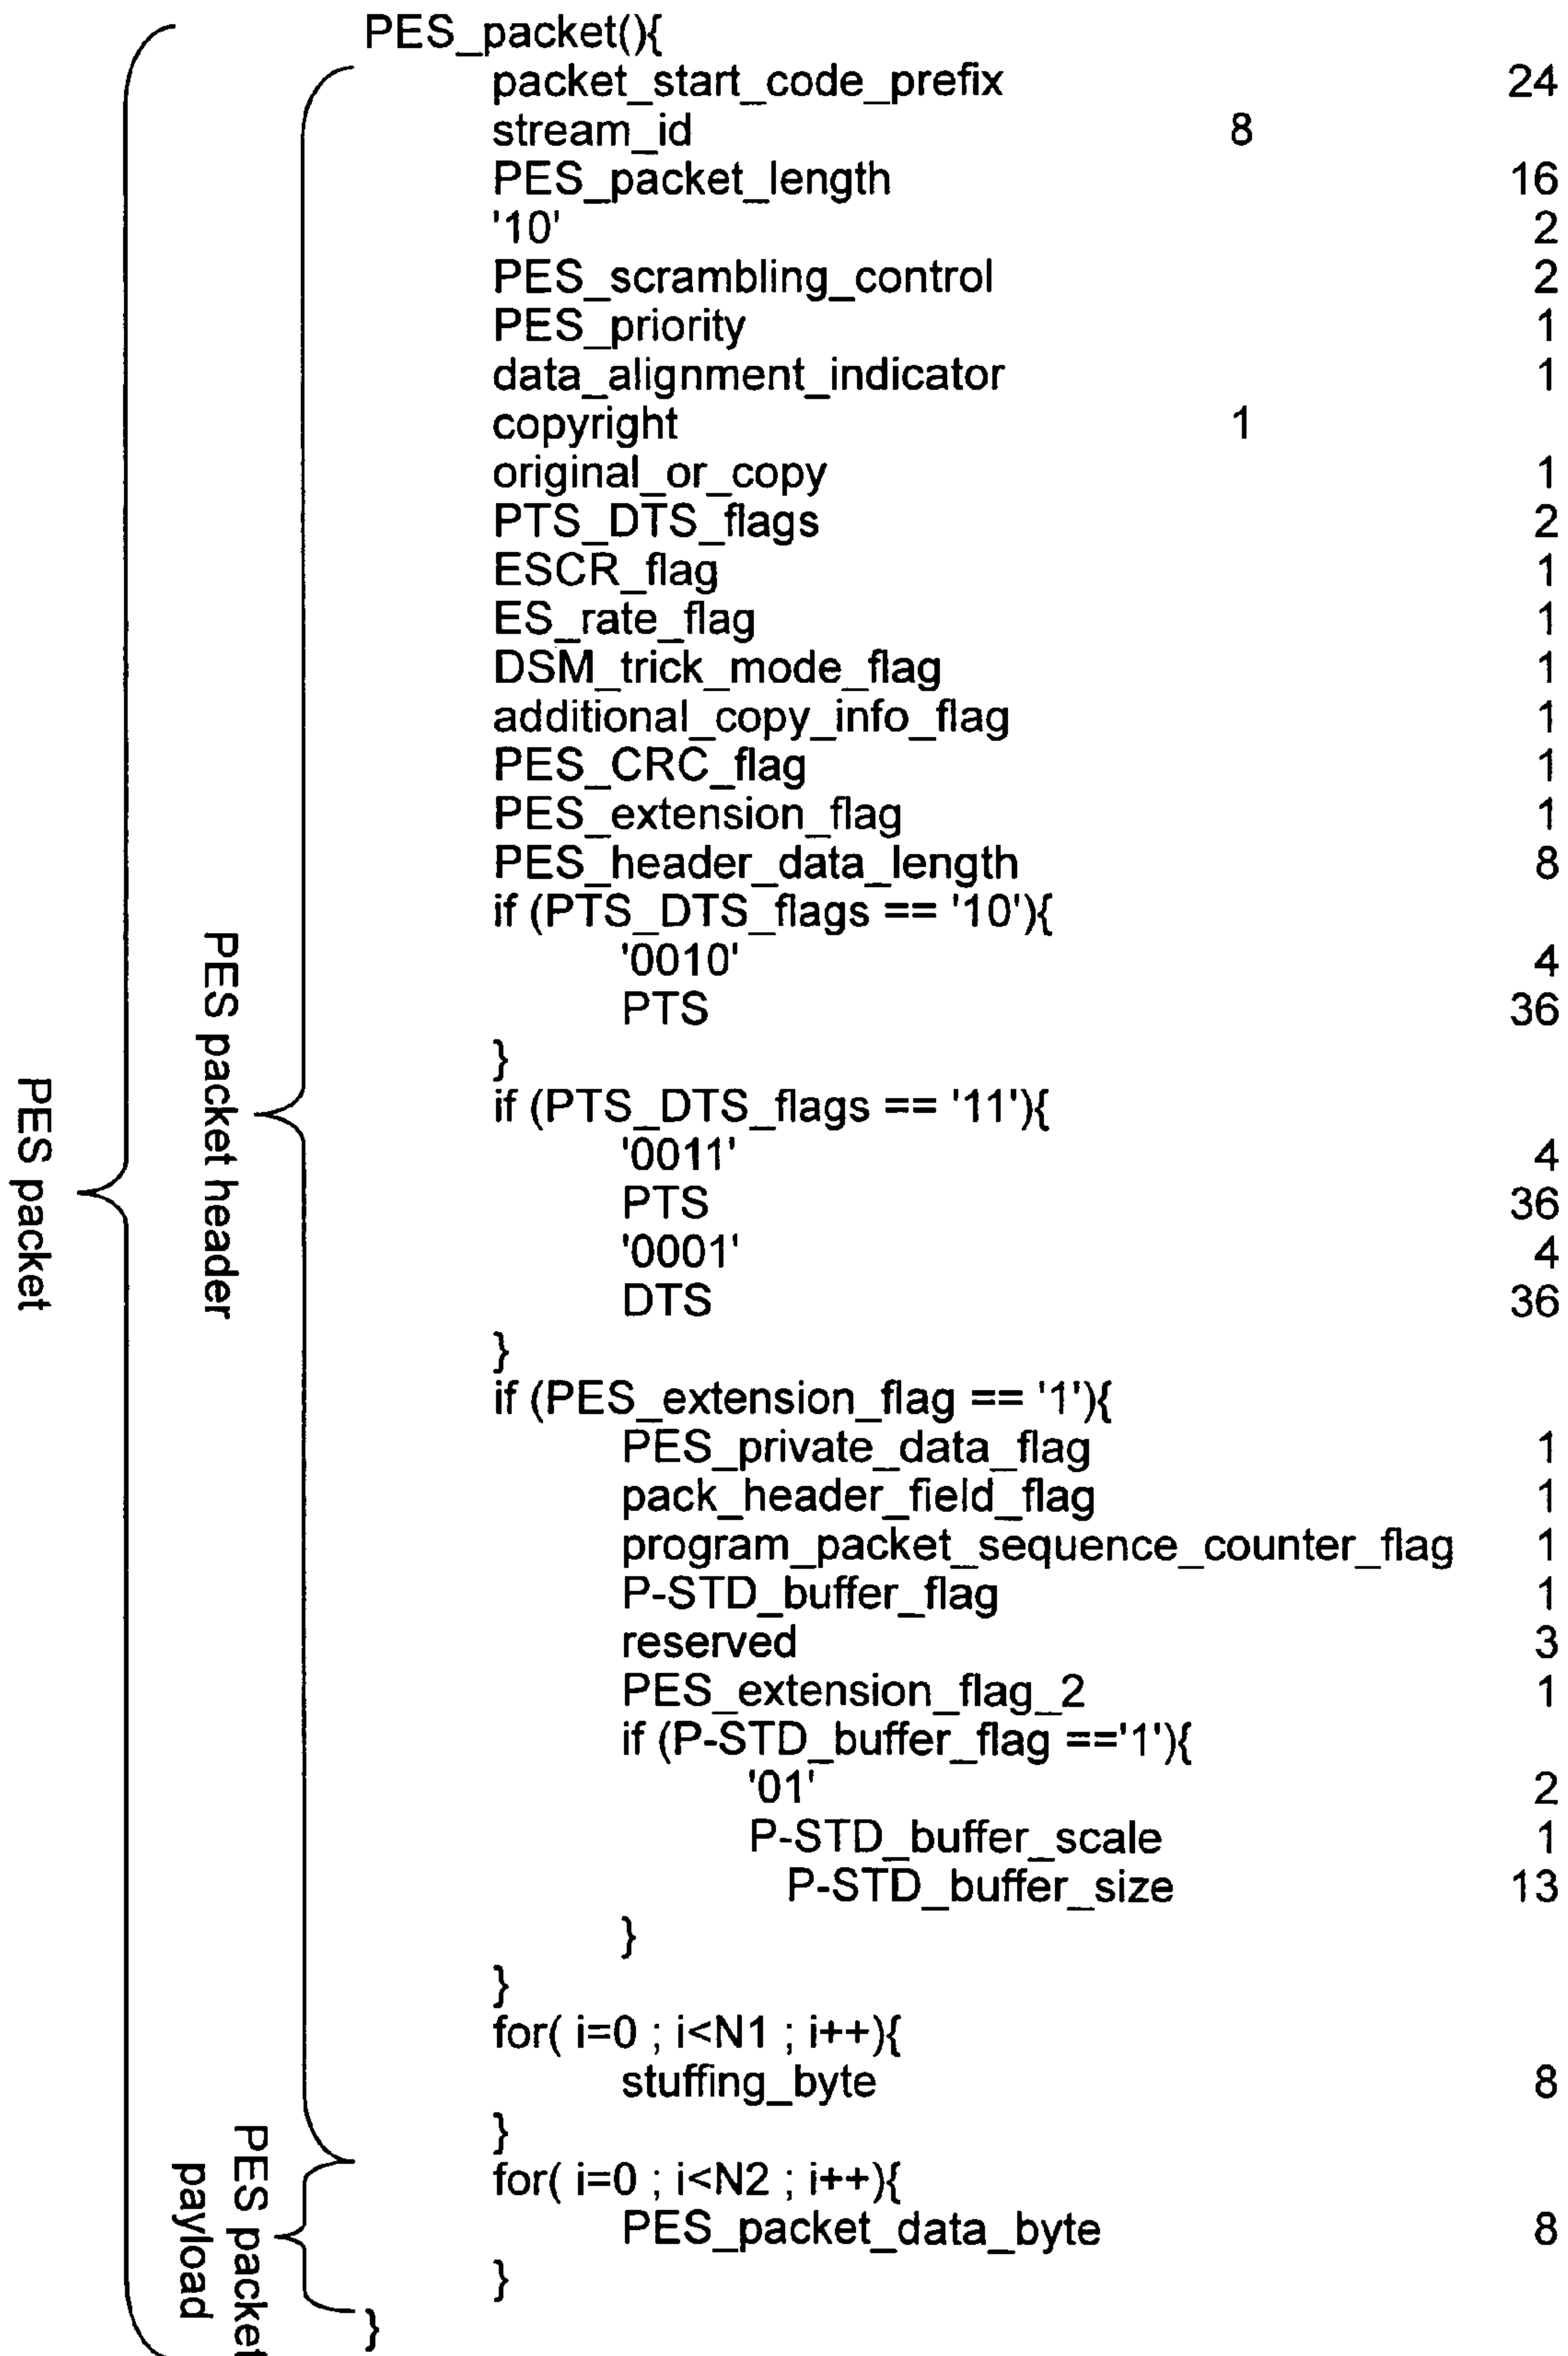 PES_packet(){
packet_start_code_prefix 24
stream_id 8
PES_packet_length 16
'10' 2
PES_scrambling_control 2
PES_priority 1
data_alignment_indicator 1
copyright 1
original_or_copy 1
PTS_DTS_flags 2
ESCR_flag 1
ES_rate_flag 1
DSM_trick_mode_flag 1
additional_copy_info_flag 1
PES_CRC_flag 1
PES_extension_flag 1
PES_header_data_length 8
if (PTS_DTS_flags == '10'){
'0010' 4
PTS 36
}
if (PTS_DTS_flags == '11'){
'0011' 4
PTS 36
'0001' 4
DTS 36
}
if (PES_extension_flag == '1'){
PES_private_data_flag 1
pack_header_field_flag 1
program_packet_sequence_counter_flag 1
P-STD_buffer_flag 1
reserved 3
PES_extension_flag_2 1
if (P-STD_buffer_flag =='1'){
'01' 2
P-STD_buffer_scale 1
P-STD_buffer_size 13
}
}
for( i=0 ; i<N1 ; i++){
stuffing_byte 8
}
for( i=0 ; i<N2 ; i++){
PES_packet_data_byte 8
}
}
PES packet header
PES packet
PES packet
payload